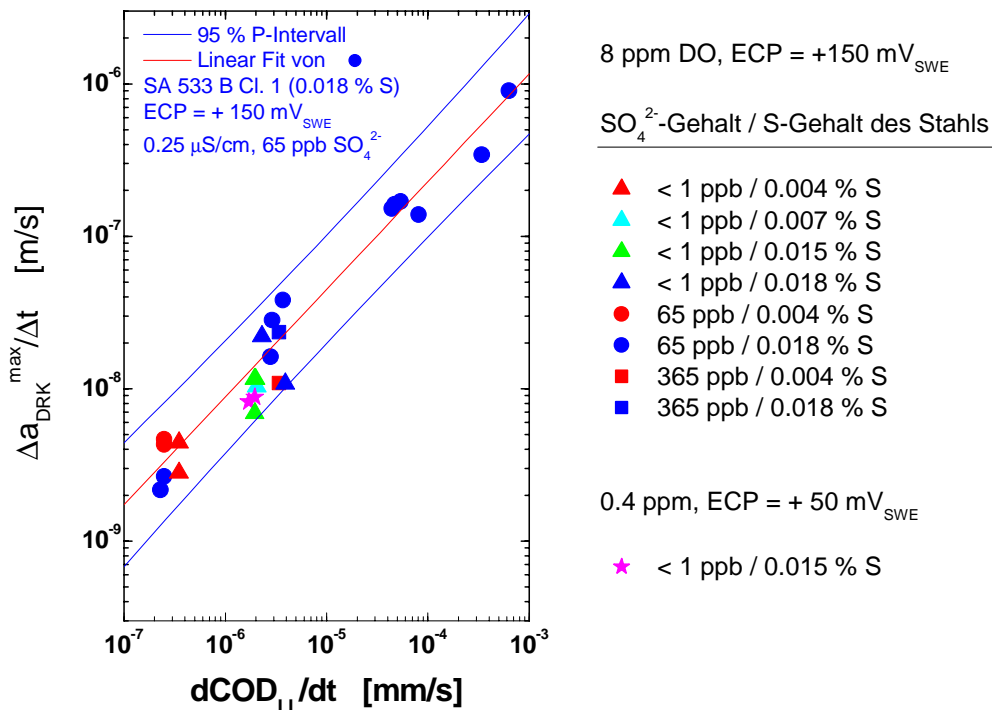 95 % P-Intervall
Linear Fit von
SA 533 B Cl. 1 (0.018 % S)
ECP = + 150 mV_SWE
0.25 μS/cm, 65 ppb SO₄²⁻
10⁻⁶
10⁻⁷
10⁻⁸
10⁻⁹
Δa_DRK^max/Δt [m/s]
10⁻⁷ 10⁻⁶ 10⁻⁵ 10⁻⁴ 10⁻³
dCOD_LL/dt [mm/s]
8 ppm DO, ECP = +150 mV_SWE
SO₄²⁻-Gehalt / S-Gehalt des Stahls
< 1 ppb / 0.004 % S
< 1 ppb / 0.007 % S
< 1 ppb / 0.015 % S
< 1 ppb / 0.018 % S
65 ppb / 0.004 % S
65 ppb / 0.018 % S
365 ppb / 0.004 % S
365 ppb / 0.018 % S
0.4 ppm, ECP = + 50 mV_SWE
< 1 ppb / 0.015 % S